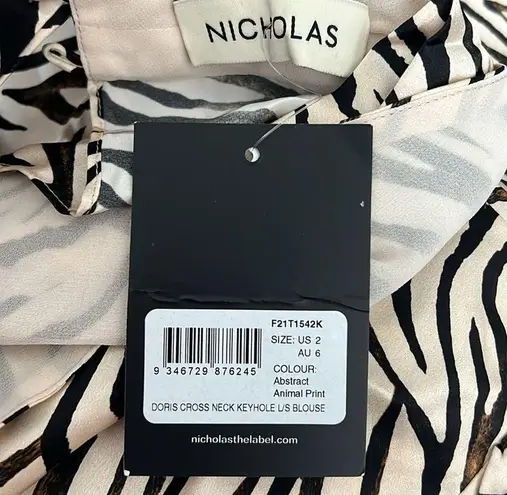 NICHOLAS
F21T1542K
SIZE: US 2
AU 6
9 346729 876245
COLOUR:
Abstract
Animal Print
DORIS CROSS NECK KEYHOLE L/S BLOUSE
nicholasthelabel.com